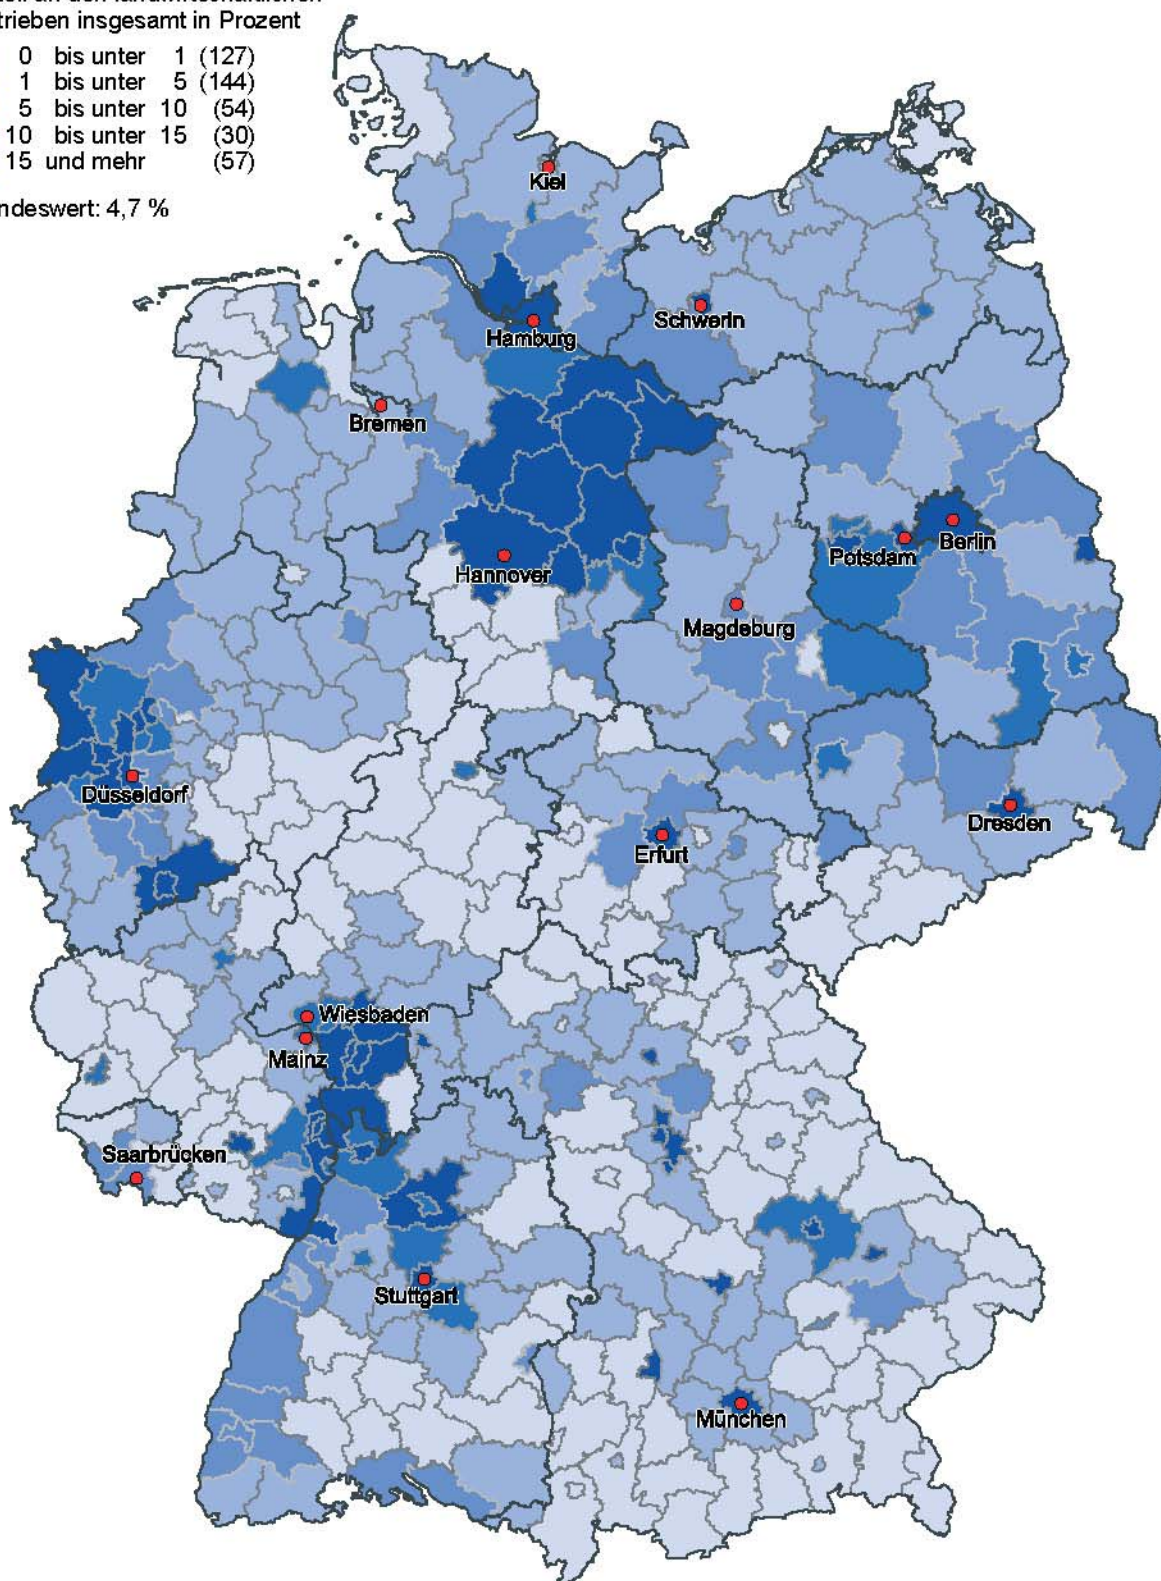 landwirtschaftlichen
insgesamt in Prozent
0 bis unter 1 (127)
1 bis unter 5 (144)
5 bis unter 10 (54)
10 bis unter 15 (30)
15 und mehr (57)
ndeswert: 4,7 %
Kiel
Hamburg
Schwerin
Bremen
Berlin
Potsdam
Hannover
Magdeburg
Düsseldorf
Dresden
Erfurt
Wiesbaden
Mainz
Saarbrücken
Stuttgart
München